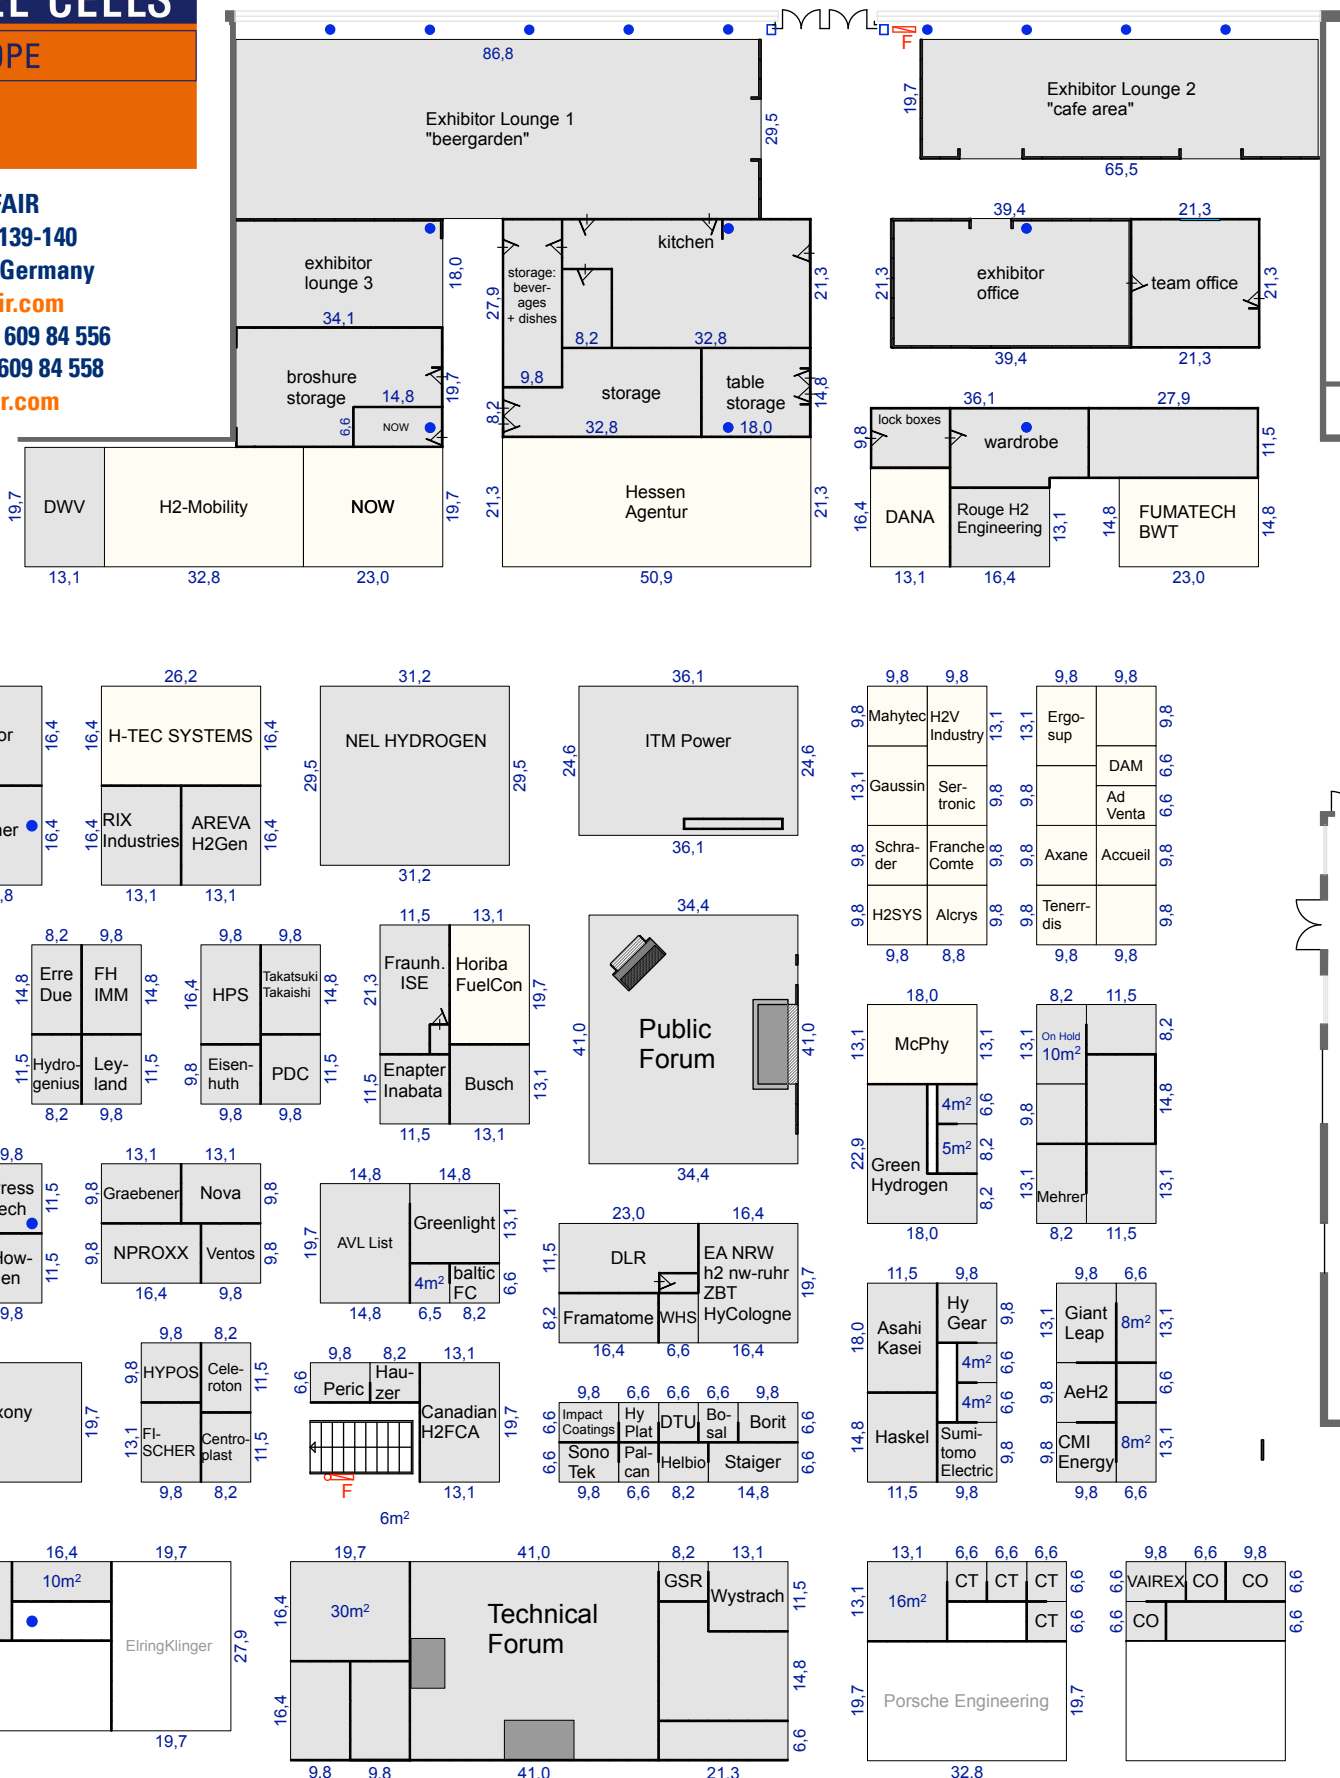 OPE
FAIR
139-140
Germany
ir.com
609 84 556
609 84 558
r.com
86,8
Exhibitor Lounge 1
"beergarden"
29,5
F
19,7
Exhibitor Lounge 2
"cafe area"
65,5
exhibitor
lounge 3
18,0
34,1
broshure
storage
19,7
14,8
6,6
NOW
kitchen
storage:
bever-
ages
+ dishes
27,9
21,3
8,2
32,8
9,8
storage
table
storage
14,8
8,2
32,8
18,0
39,4
21,3
21,3
exhibitor
office
team office
21,3
39,4
21,3
36,1
27,9
lock boxes
9,8
wardrobe
11,5
19,7
DWV
H2-Mobility
NOW
19,7
13,1
32,8
23,0
21,3
Hessen
Agentur
21,3
50,9
16,4
DANA
Rouge H2
Engineering
13,1
14,8
FUMATECH
BWT
14,8
13,1
16,4
23,0
or
16,4
er
16,4
,8
26,2
16,4
H-TEC SYSTEMS
16,4
16,4
RIX
Industries
AREVA
H2Gen
16,4
13,1
13,1
31,2
29,5
NEL HYDROGEN
29,5
31,2
36,1
24,6
ITM Power
24,6
36,1
9,8
9,8
9,8
Mahytec
H2V
Industry
13,1
13,1
Gaussin
Ser-
tronic
9,8
9,8
Schra-
der
Franche
Comte
9,8
9,8
H2SYS
Alcrys
9,8
9,8
8,8
9,8
9,8
13,1
Ergo-
sup
9,8
DAM
6,6
9,8
Ad
Venta
6,6
9,8
Axane
Accueil
9,8
9,8
Tenerr-
dis
9,8
9,8
9,8
8,2
9,8
14,8
Erre
Due
FH
IMM
14,8
11,5
Hydro-
genius
Ley-
land
11,5
8,2
9,8
9,8
9,8
16,4
HPS
Takatsuki
Takaishi
14,8
9,8
Eisen-
huth
PDC
11,5
9,8
9,8
11,5
13,1
21,3
Fraunh.
ISE
Horiba
FuelCon
19,7
11,5
Enapter
Inabata
Busch
13,1
11,5
13,1
34,4
41,0
Public
Forum
41,0
34,4
18,0
13,1
McPhy
13,1
4m²
6,6
5m²
8,2
22,9
Green
Hydrogen
8,2
18,0
8,2
11,5
13,1
On Hold
10m²
8,2
9,8
14,8
13,1
Mehrer
13,1
8,2
11,5
9,8
ress
ech
11,5
How-
en
11,5
9,8
13,1
13,1
9,8
Graebener
Nova
9,8
9,8
NPROXX
Ventos
9,8
16,4
9,8
14,8
14,8
19,7
AVL List
Greenlight
13,1
4m²
baltic
FC
6,6
14,8
6,5
8,2
23,0
16,4
11,5
DLR
EA NRW
h2 nw-ruhr
ZBT
HyCologne
19,7
8,2
Framatome
WHS
16,4
6,6
16,4
11,5
9,8
18,0
Asahi
Kasei
Hy
Gear
9,8
4m²
6,6
4m²
6,6
14,8
Haskel
Sumi-
tomo
Electric
9,8
11,5
9,8
9,8
6,6
13,1
Giant
Leap
8m²
13,1
9,8
AeH2
6,6
9,8
CMI
Energy
8m²
13,1
9,8
6,6
xony
19,7
9,8
8,2
9,8
HYPOS
Cele-
roton
11,5
13,1
FI-
SCHER
Centro-
plast
11,5
9,8
8,2
9,8
8,2
13,1
6,6
Peric
Hau-
zer
Canadian
H2FCA
19,7
F
13,1
6m²
9,8
6,6
6,6
6,6
9,8
6,6
Impact
Coatings
Hy
Plat
DTU
Bo-
sal
Borit
6,6
6,6
Sono
Tek
Pal-
can
Helbio
Staiger
6,6
9,8
6,6
8,2
14,8
16,4
19,7
10m²
ElringKlinger
27,9
19,7
19,7
41,0
8,2
13,1
16,4
30m²
Technical
Forum
GSR
Wystrach
11,5
16,4
14,8
6,6
9,8
9,8
41,0
21,3
13,1
6,6
6,6
6,6
13,1
16m²
CT
CT
CT
6,6
CT
6,6
19,7
Porsche Engineering
19,7
32,8
9,8
6,6
9,8
6,6
VAIREX
CO
CO
6,6
6,6
CO
6,6